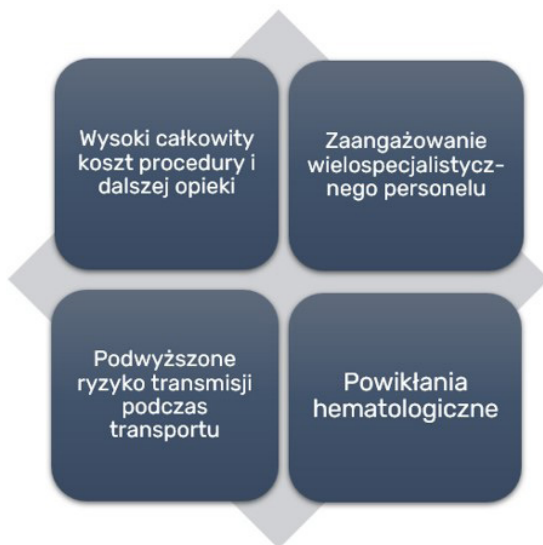 Wysoki całkowity
koszt procedury i
dalszej opieki
Zaangażowanie
wielospecjalistycz-
nego personelu
Podwyższone
ryzyko transmisji
podczas
transportu
Powikłania
hematologiczne